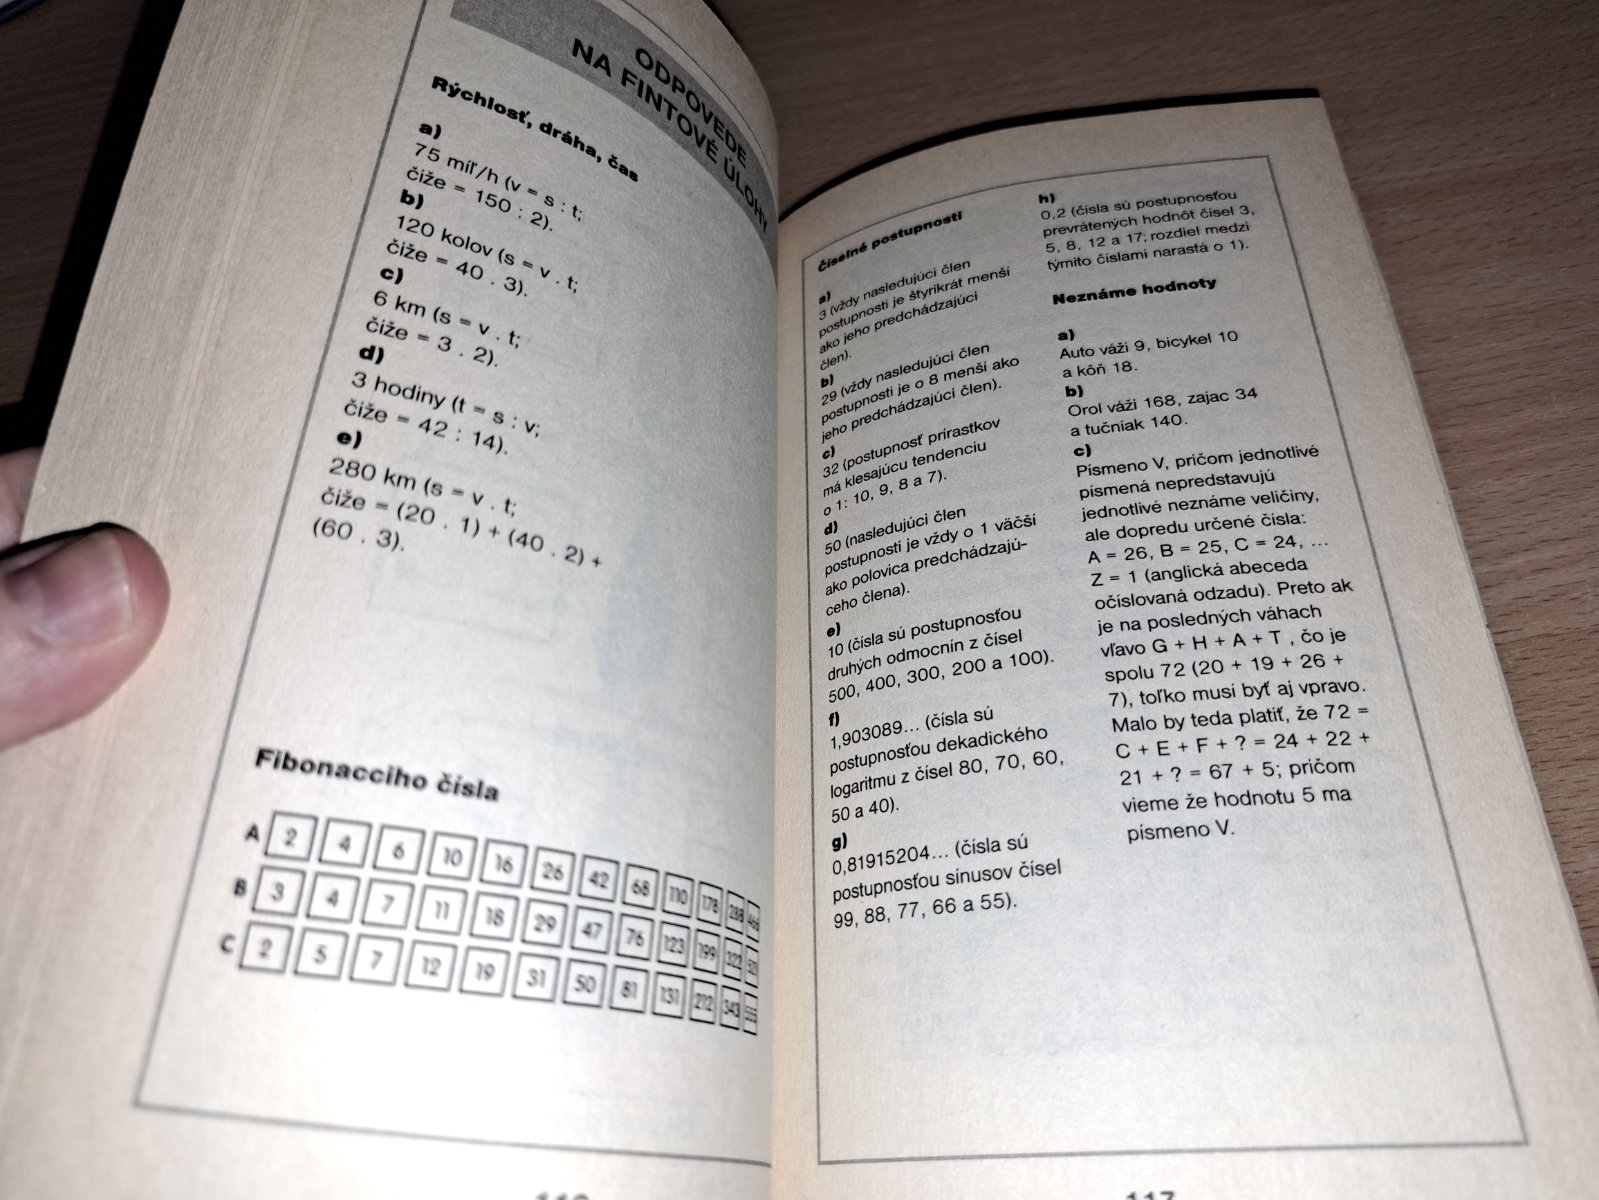 ODPOVEDE
NA FINTOVÉ ÚLOHY
Rýchlosť, dráha, čas
a)
75 míľ/h (v = s : t;
čiže = 150 : 2).
b)
120 kolov (s = v . t;
čiže = 40 . 3).
c)
6 km (s = v . t;
čiže = 3 . 2).
d)
3 hodiny (t = s : v;
čiže = 42 : 14).
e)
280 km (s = v . t;
čiže = (20 . 1) + (40 . 2) +
(60 . 3).
Fibonacciho čísla
A 2 4 6 10 16 26 42 68 110 178 288 466
B 3 4 7 11 18 29 47 76 123 199 322 521
C 2 5 7 12 19 31 50 81 131 212 343 555
Číselné postupnosti
a)
3 (vždy nasledujúci člen
postupnosti je štyrikrát menší
ako jeho predchádzajúci
člen).
b)
29 (vždy nasledujúci člen
postupnosti je o 8 menší ako
jeho predchádzajúci člen).
c)
32 (postupnosť prírastkov
má klesajúcu tendenciu
o 1: 10, 9, 8 a 7).
d)
50 (nasledujúci člen
postupnosti je vždy o 1 väčší
ako polovica predchádzajú-
ceho člena).
e)
10 (čísla sú postupnosťou
druhých odmocnín z čísel
500, 400, 300, 200 a 100).
f)
1,903089... (čísla sú
postupnosťou dekadického
logaritmu z čísel 80, 70, 60,
50 a 40).
g)
0,81915204... (čísla sú
postupnosťou sínusov čísel
99, 88, 77, 66 a 55).
h)
0,2 (čísla sú postupnosťou
prevrátených hodnôt čísel 3,
5, 8, 12 a 17; rozdiel medzi
týmito číslami narastá o 1).
Neznáme hodnoty
a)
Auto váži 9, bicykel 10
a kôň 18.
b)
Orol váži 168, zajac 34
a tučniak 140.
c)
Písmeno V, pričom jednotlivé
písmená nepredstavujú
jednotlivé neznáme veličiny,
ale dopredu určené čísla:
A = 26, B = 25, C = 24, ...
Z = 1 (anglická abeceda
očíslovaná odzadu). Preto ak
je na posledných váhach
vľavo G + H + A + T , čo je
spolu 72 (20 + 19 + 26 +
7), toľko musí byť aj vpravo.
Malo by teda platiť, že 72 =
C + E + F + ? = 24 + 22 +
21 + ? = 67 + 5; pričom
vieme že hodnotu 5 ma
písmeno V.
117